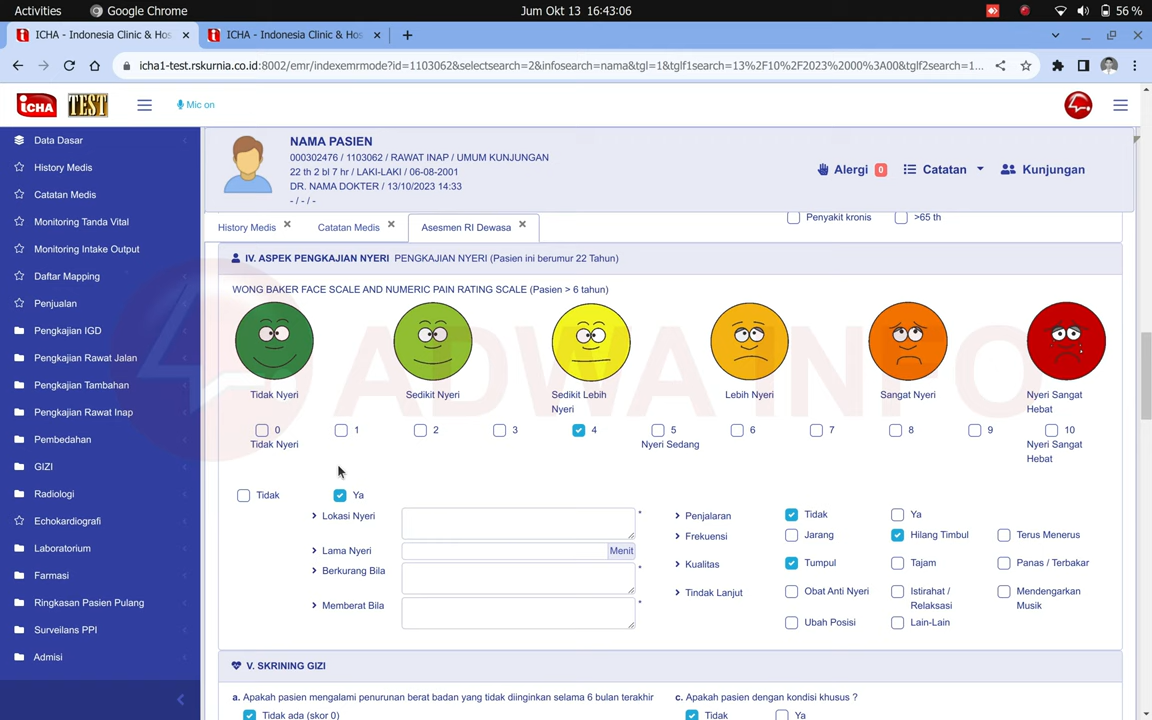 Activities
Google Chrome
Jum Okt 13 16:43:06
56 %
ICHA - Indonesia Clinic & Hos
ICHA - Indonesia Clinic & Hos
icha1-test.rskurnia.co.id:8002/emr/indexemrmode?id=1103062&selectsearch=2&infosearch=nama&tgl=1&tglf1search=13%2F10%2F2023%2000%3A00&tglf2search=1...
iCHA TEST
Mic on
Data Dasar
History Medis
Catatan Medis
Monitoring Tanda Vital
Monitoring Intake Output
Daftar Mapping
Penjualan
Pengkajian IGD
Pengkajian Rawat Jalan
Pengkajian Tambahan
Pengkajian Rawat Inap
Pembedahan
GIZI
Radiologi
Echokardiografi
Laboratorium
Farmasi
Ringkasan Pasien Pulang
Surveilans PPI
Admisi
NAMA PASIEN
000302476 / 1103062 / RAWAT INAP / UMUM KUNJUNGAN
22 th 2 bl 7 hr / LAKI-LAKI / 06-08-2001
DR. NAMA DOKTER / 13/10/2023 14:33
- / - / -
Alergi 0
Catatan
Kunjungan
History Medis
Catatan Medis
Asesmen RI Dewasa
Penyakit kronis
>65 th
IV. ASPEK PENGKAJIAN NYERI PENGKAJIAN NYERI (Pasien ini berumur 22 Tahun)
WONG BAKER FACE SCALE AND NUMERIC PAIN RATING SCALE (Pasien > 6 tahun)
ADWA INFO
Tidak Nyeri
Sedikit Nyeri
Sedikit Lebih
Nyeri
Lebih Nyeri
Sangat Nyeri
Nyeri Sangat
Hebat
0
Tidak Nyeri
1
2
3
4
5
Nyeri Sedang
6
7
8
9
10
Nyeri Sangat
Hebat
Tidak
Ya
Lokasi Nyeri
*
Lama Nyeri
Menit
Berkurang Bila
*
Memberat Bila
*
Penjalaran
Tidak
Ya
Frekuensi
Jarang
Hilang Timbul
Terus Menerus
Kualitas
Tumpul
Tajam
Panas / Terbakar
Tindak Lanjut
Obat Anti Nyeri
Istirahat /
Relaksasi
Mendengarkan
Musik
Ubah Posisi
Lain-Lain
V. SKRINING GIZI
a. Apakah pasien mengalami penurunan berat badan yang tidak diinginkan selama 6 bulan terakhir
Tidak ada (skor 0)
c. Apakah pasien dengan kondisi khusus ?
Tidak
Ya